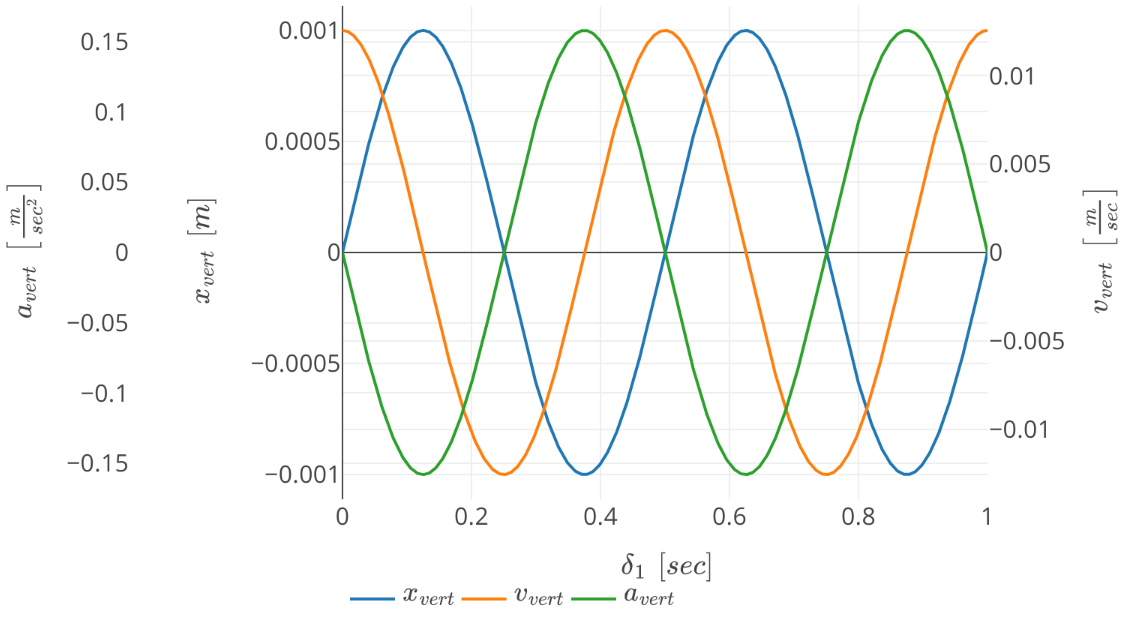 a_vert [m/sec²]
0.15
0.1
0.05
0
−0.05
−0.1
−0.15
x_vert [m]
0.001
0.0005
0
−0.0005
−0.001
0.01
0.005
0
−0.005
−0.01
v_vert [m/sec]
0 0.2 0.4 0.6 0.8 1
δ₁ [sec]
x_vert v_vert a_vert